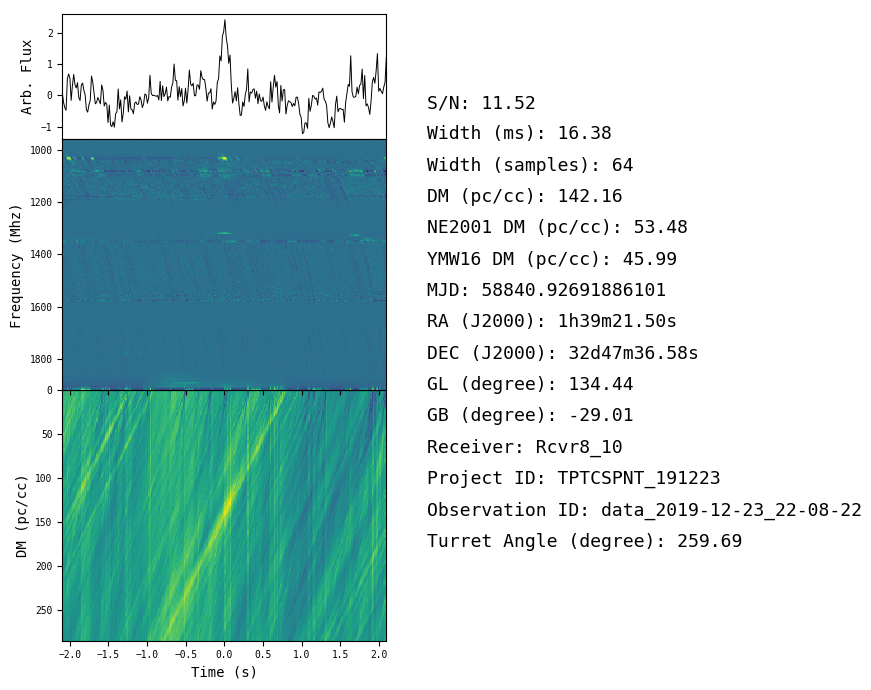 Arb. Flux
2
1
0
−1
Frequency (Mhz)
1000
1200
1400
1600
1800
DM (pc/cc)
0
50
100
150
200
250
−2.0 −1.5 −1.0 −0.5 0.0 0.5 1.0 1.5 2.0
Time (s)
S/N: 11.52
Width (ms): 16.38
Width (samples): 64
DM (pc/cc): 142.16
NE2001 DM (pc/cc): 53.48
YMW16 DM (pc/cc): 45.99
MJD: 58840.92691886101
RA (J2000): 1h39m21.50s
DEC (J2000): 32d47m36.58s
GL (degree): 134.44
GB (degree): -29.01
Receiver: Rcvr8_10
Project ID: TPTCSPNT_191223
Observation ID: data_2019-12-23_22-08-22
Turret Angle (degree): 259.69